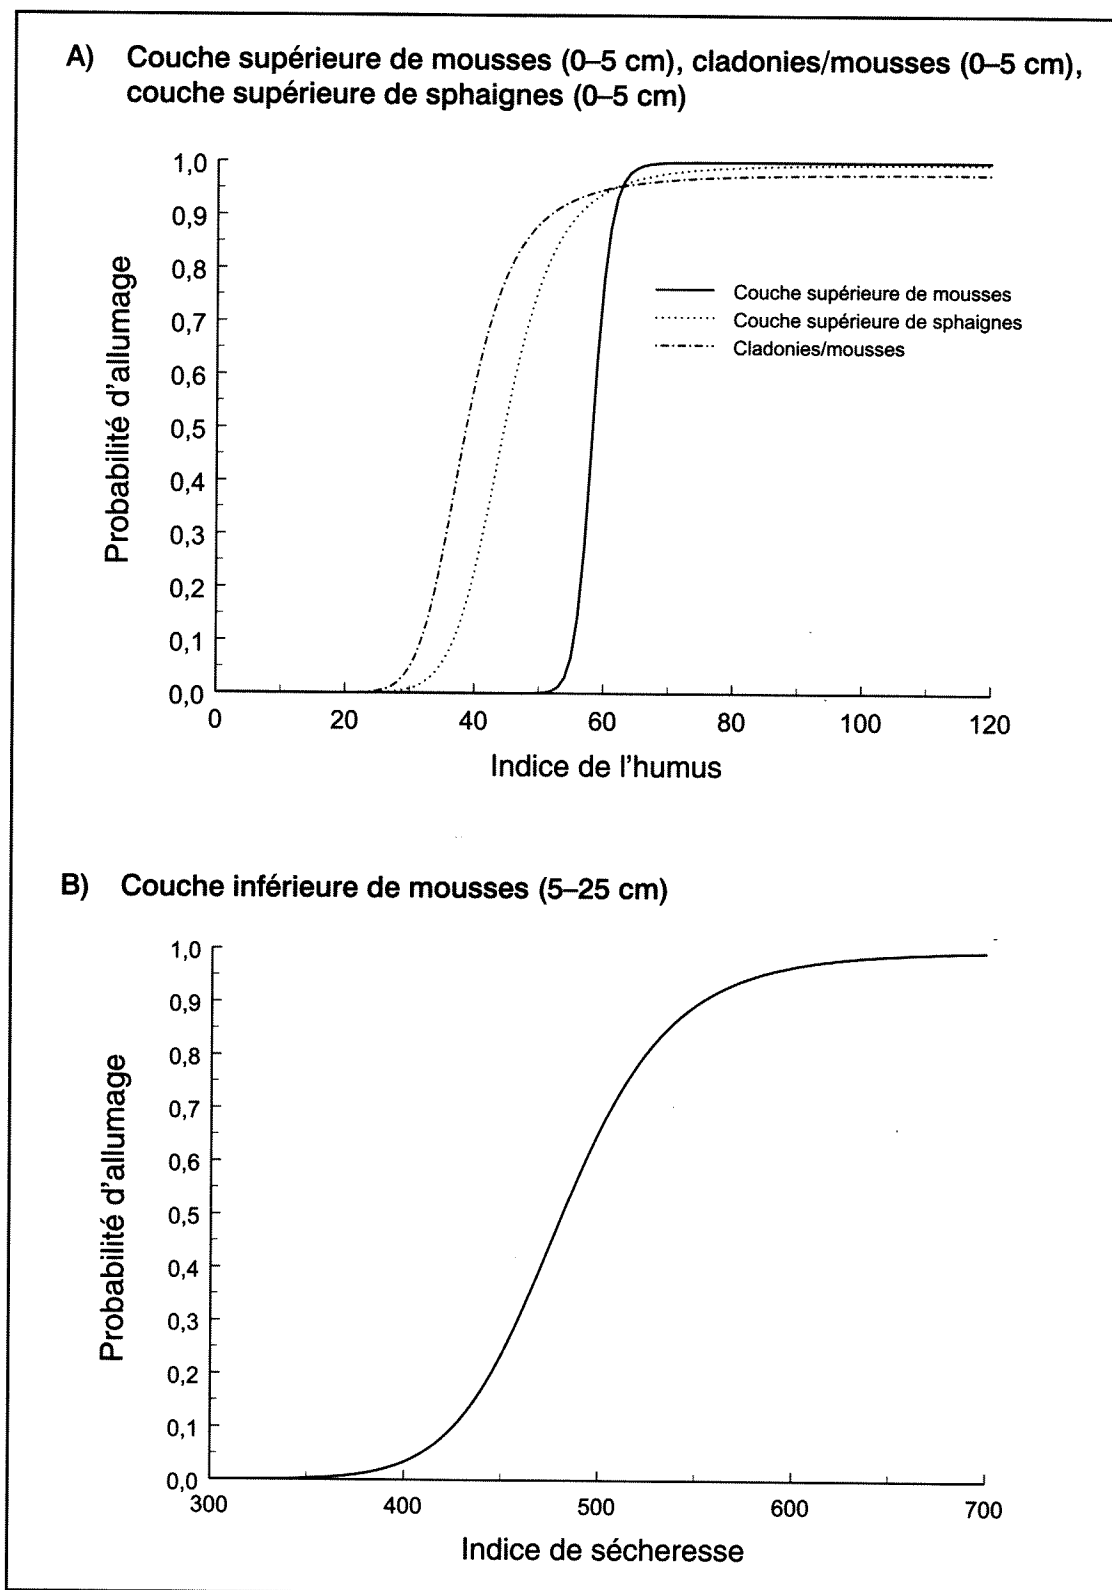 A) Couche supérieure de mousses (0–5 cm), cladonies/mousses (0–5 cm),
couche supérieure de sphaignes (0–5 cm)
1,0
0,9
0,8
0,7
0,6
0,5
0,4
0,3
0,2
0,1
0,0
Probabilité d'allumage
Couche supérieure de mousses
Couche supérieure de sphaignes
Cladonies/mousses
0 20 40 60 80 100 120
Indice de l'humus
B) Couche inférieure de mousses (5–25 cm)
1,0
0,9
0,8
0,7
0,6
0,5
0,4
0,3
0,2
0,1
0,0
Probabilité d'allumage
300 400 500 600 700
Indice de sécheresse